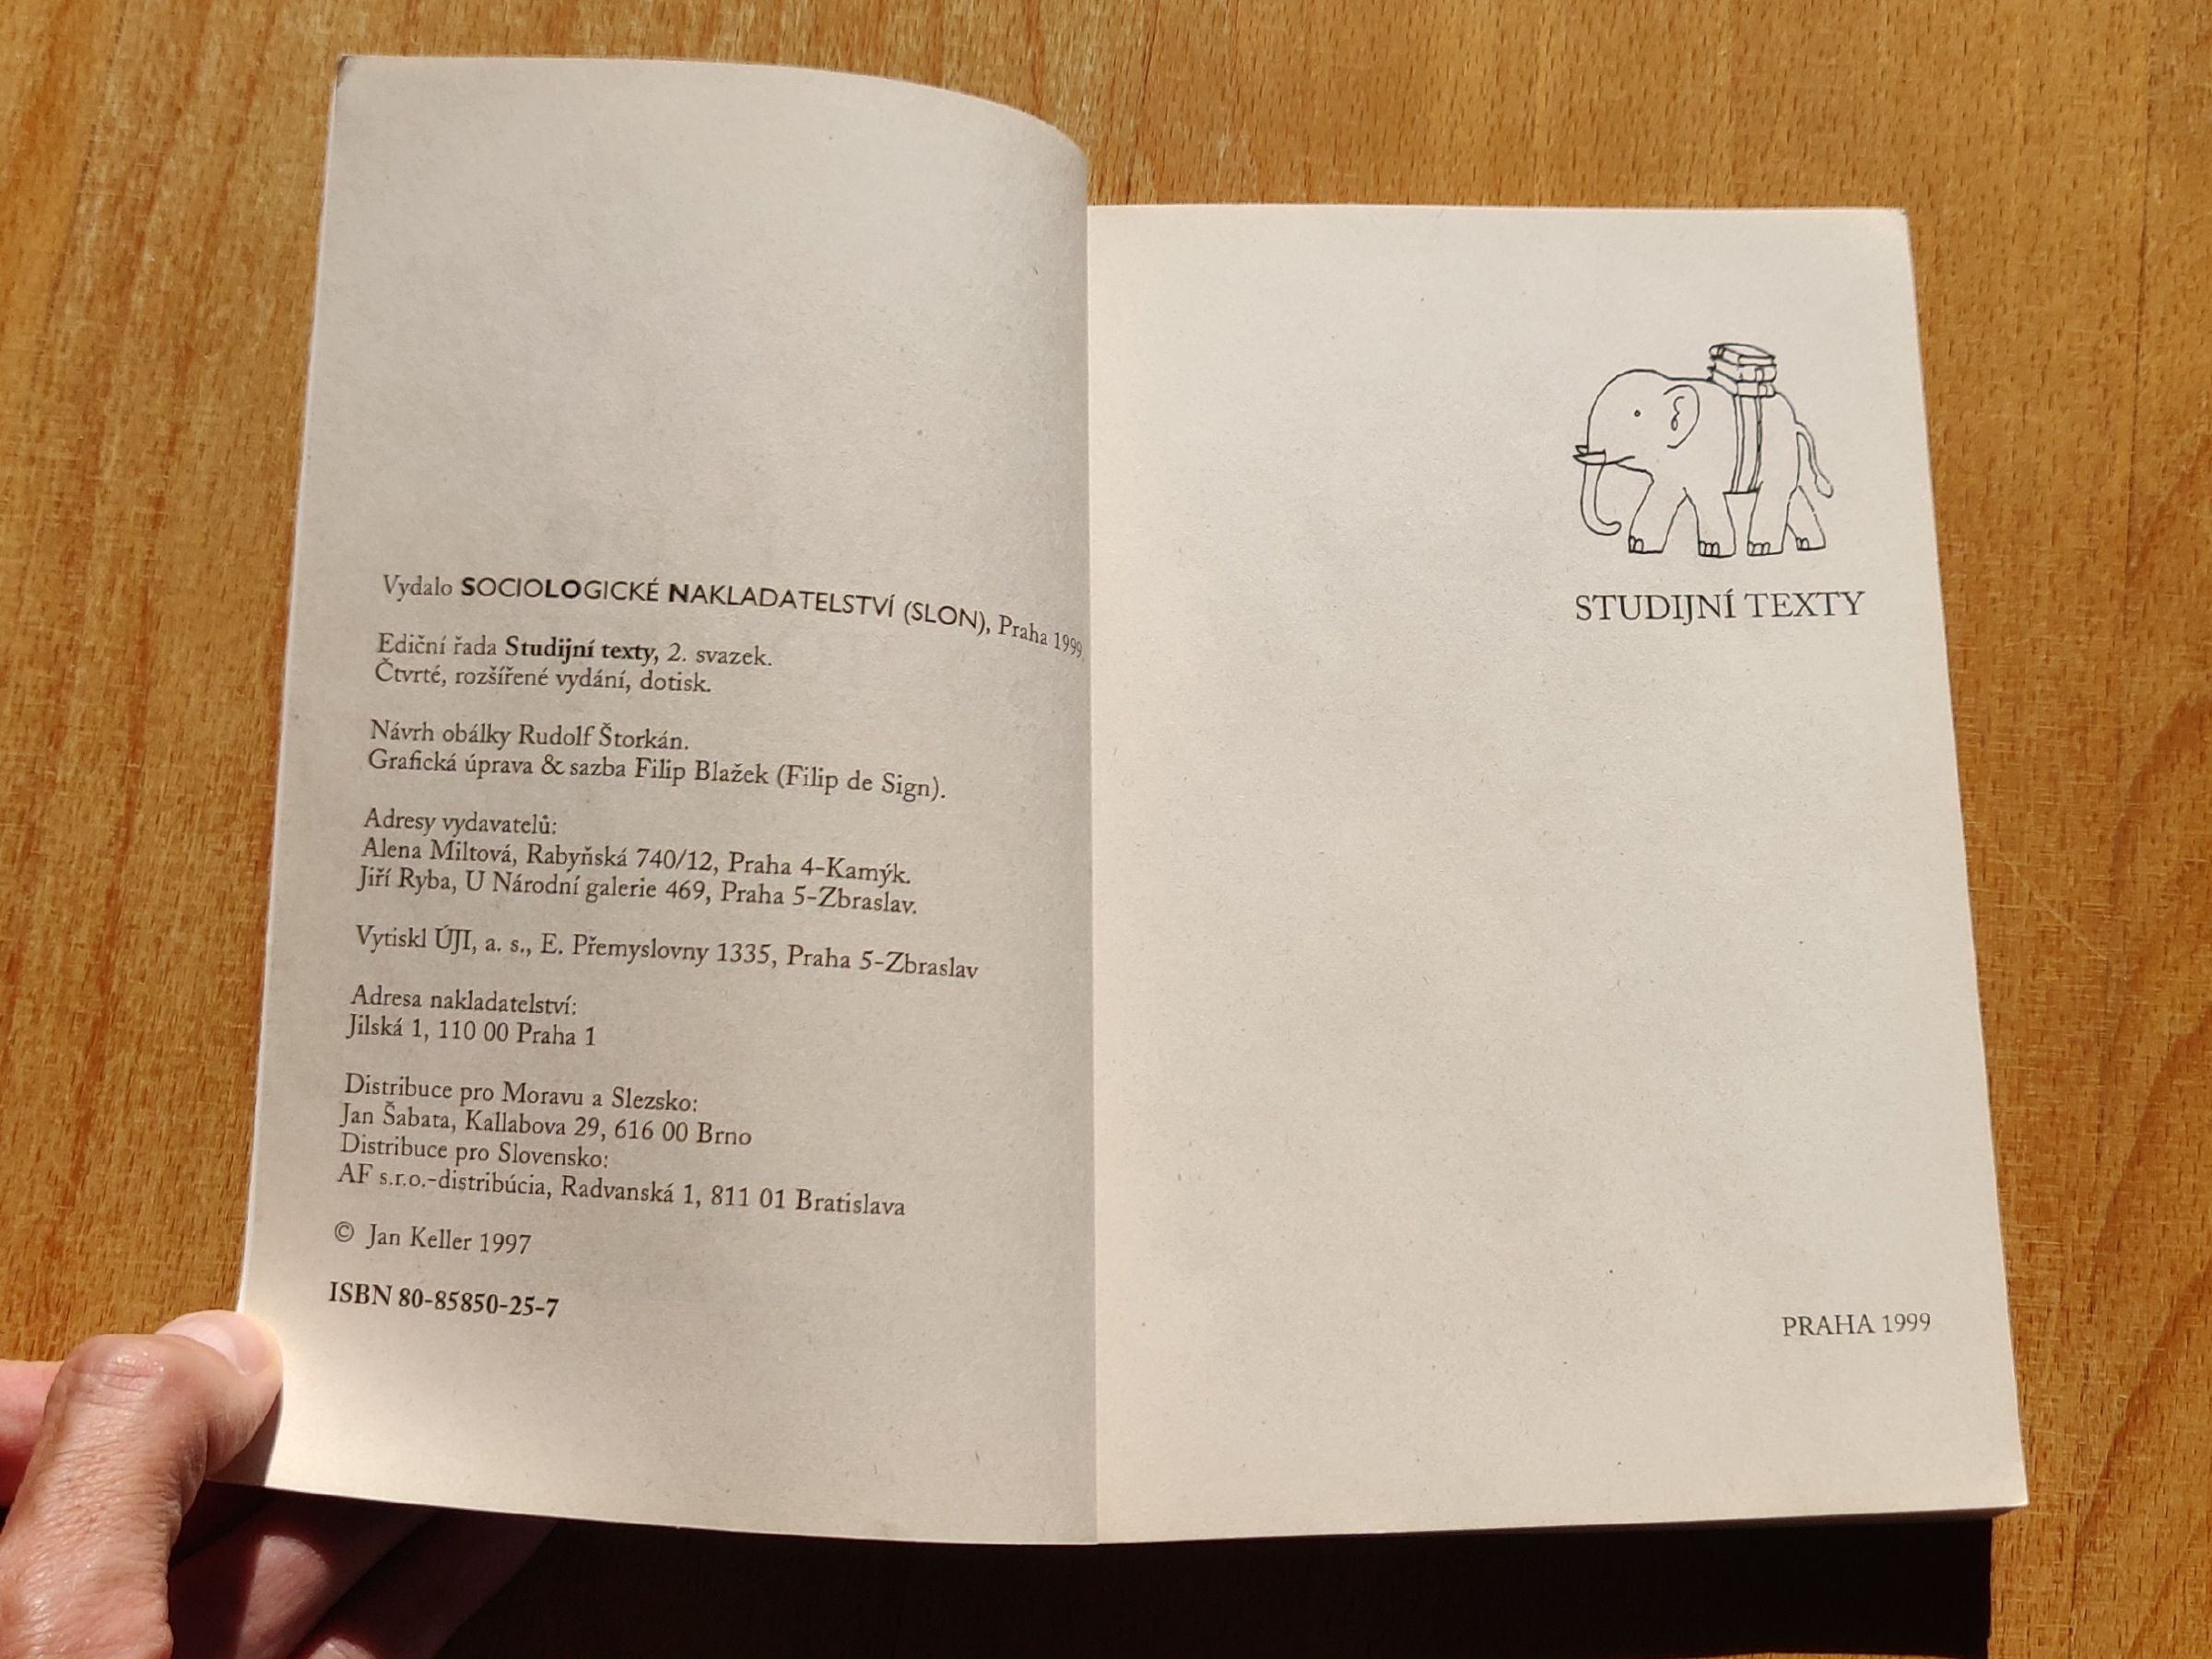 Vydalo SOCIOLOGICKÉ NAKLADATELSTVÍ (SLON), Praha 1999.
Ediční řada Studijní texty, 2. svazek.
Čtvrté, rozšířené vydání, dotisk.
Návrh obálky Rudolf Štorkán.
Grafická úprava & sazba Filip Blažek (Filip de Sign).
Adresy vydavatelů:
Alena Miltová, Rabyňská 740/12, Praha 4-Kamýk.
Jiří Ryba, U Národní galerie 469, Praha 5-Zbraslav.
Vytiskl ÚJI, a. s., E. Přemyslovny 1335, Praha 5-Zbraslav
Adresa nakladatelství:
Jilská 1, 110 00 Praha 1
Distribuce pro Moravu a Slezsko:
Jan Šabata, Kallabova 29, 616 00 Brno
Distribuce pro Slovensko:
AF s.r.o.-distribúcia, Radvanská 1, 811 01 Bratislava
© Jan Keller 1997
ISBN 80-85850-25-7
STUDIJNÍ TEXTY
PRAHA 1999